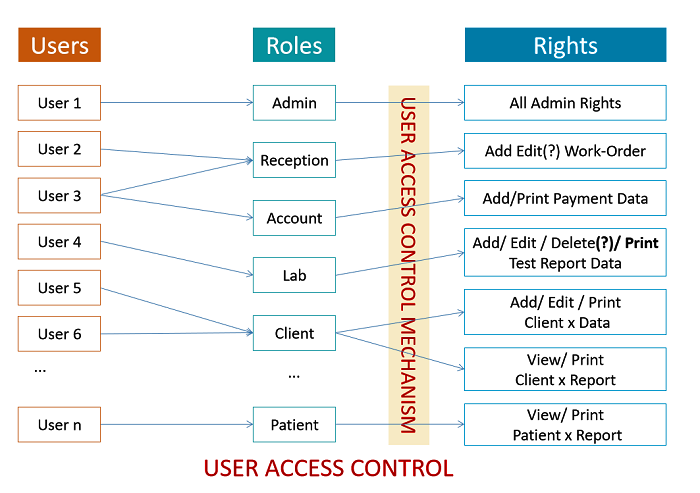 Users
Roles
Rights
User 1
Admin
All Admin Rights
User 2
Reception
Add Edit(?) Work-Order
User 3
Account
Add/Print Payment Data
User 4
Lab
Add/ Edit / Delete(?)/ Print
Test Report Data
User 5
User 6
Client
Add/ Edit / Print
Client x Data
View/ Print
Client x Report
...
...
User n
Patient
View/ Print
Patient x Report
USER ACCESS CONTROL MECHANISM
USER ACCESS CONTROL